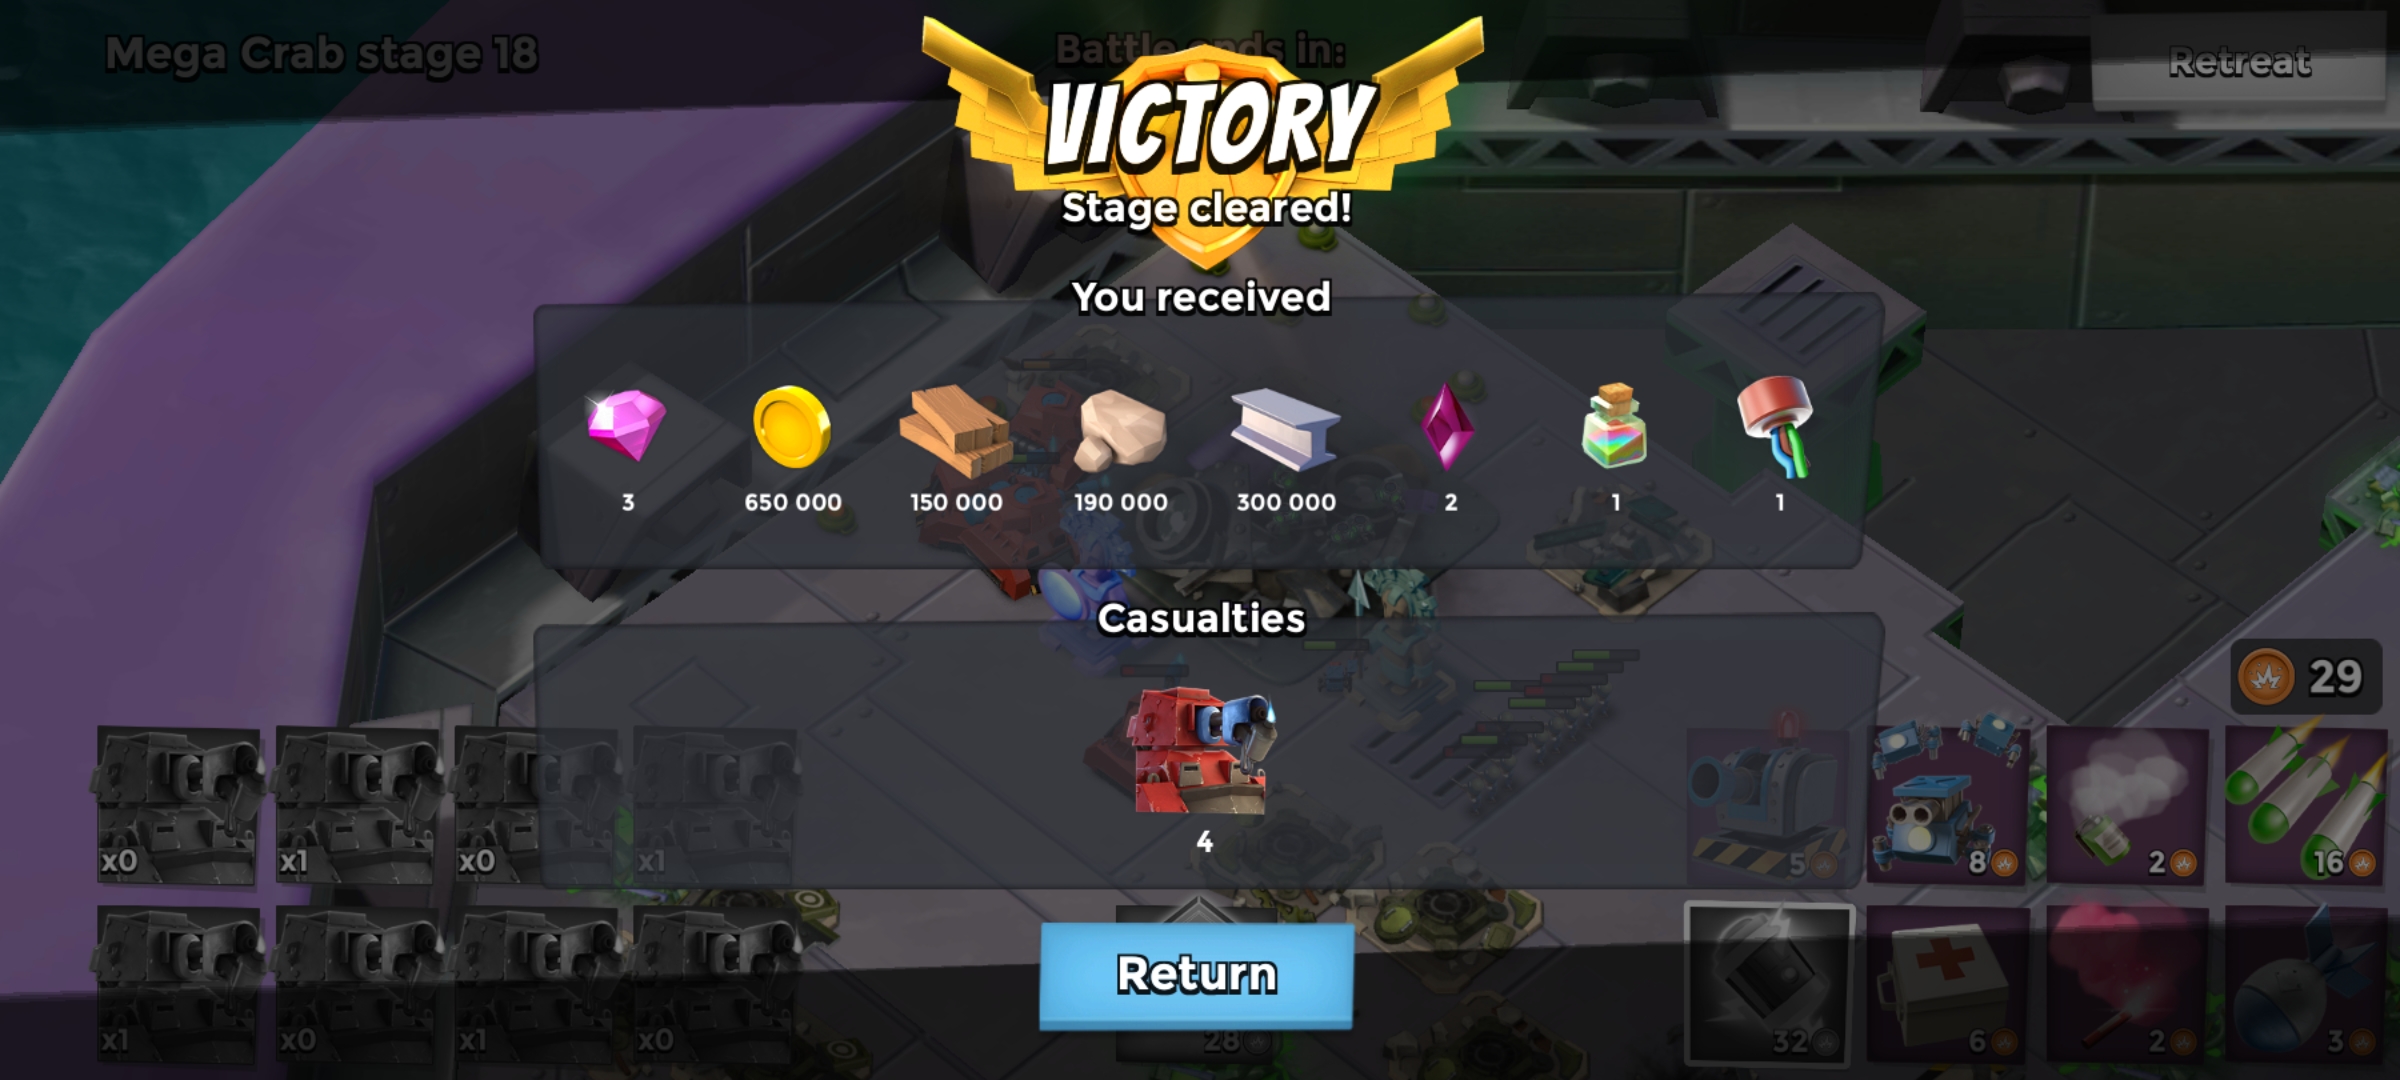 Mega Crab stage 18
Battle ends in:
Retreat
VICTORY
Stage cleared!
You received
3
650 000
150 000
190 000
300 000
2
1
1
Casualties
4
29
x0
x1
x0
x1
5
8
2
16
x1
x0
x1
x0
Return
28
32
6
2
3